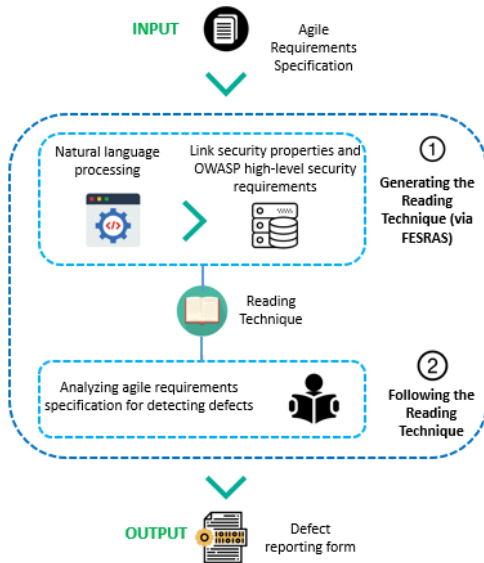 INPUT
Agile
Requirements
Specification
Natural language
processing
Link security properties and
OWASP high-level security
requirements
1
Generating the
Reading
Technique (via
FESRAS)
Reading
Technique
Analyzing agile requirements
specification for detecting defects
2
Following the
Reading
Technique
OUTPUT
Defect
reporting form